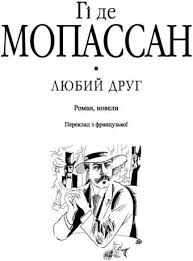 Гі де
МОПАССАН
ЛЮБИЙ ДРУГ
Роман, новели
Переклад з французької